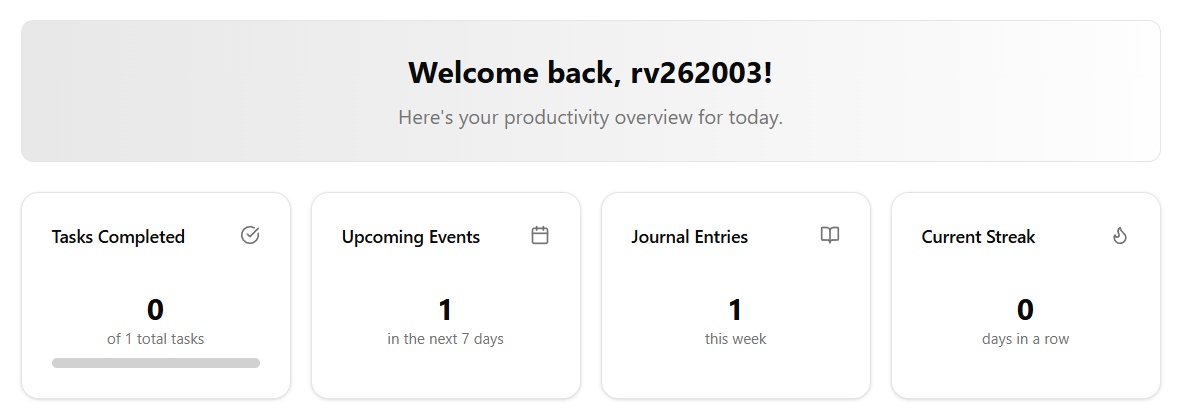 Welcome back, rv262003!
Here's your productivity overview for today.
Tasks Completed
0
of 1 total tasks
Upcoming Events
1
in the next 7 days
Journal Entries
1
this week
Current Streak
0
days in a row